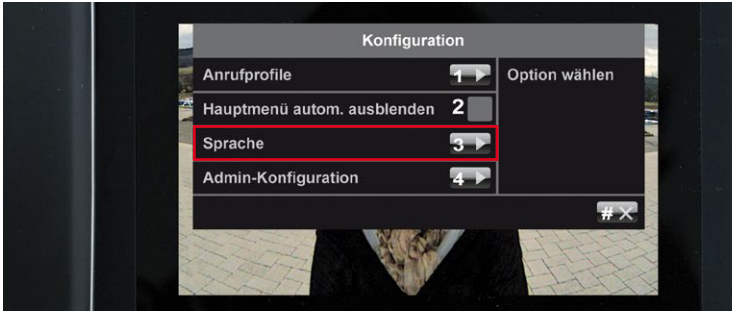 Konfiguration
Anrufprofile 1 Option wählen
Hauptmenü autom. ausblenden 2
Sprache 3
Admin-Konfiguration 4
# X